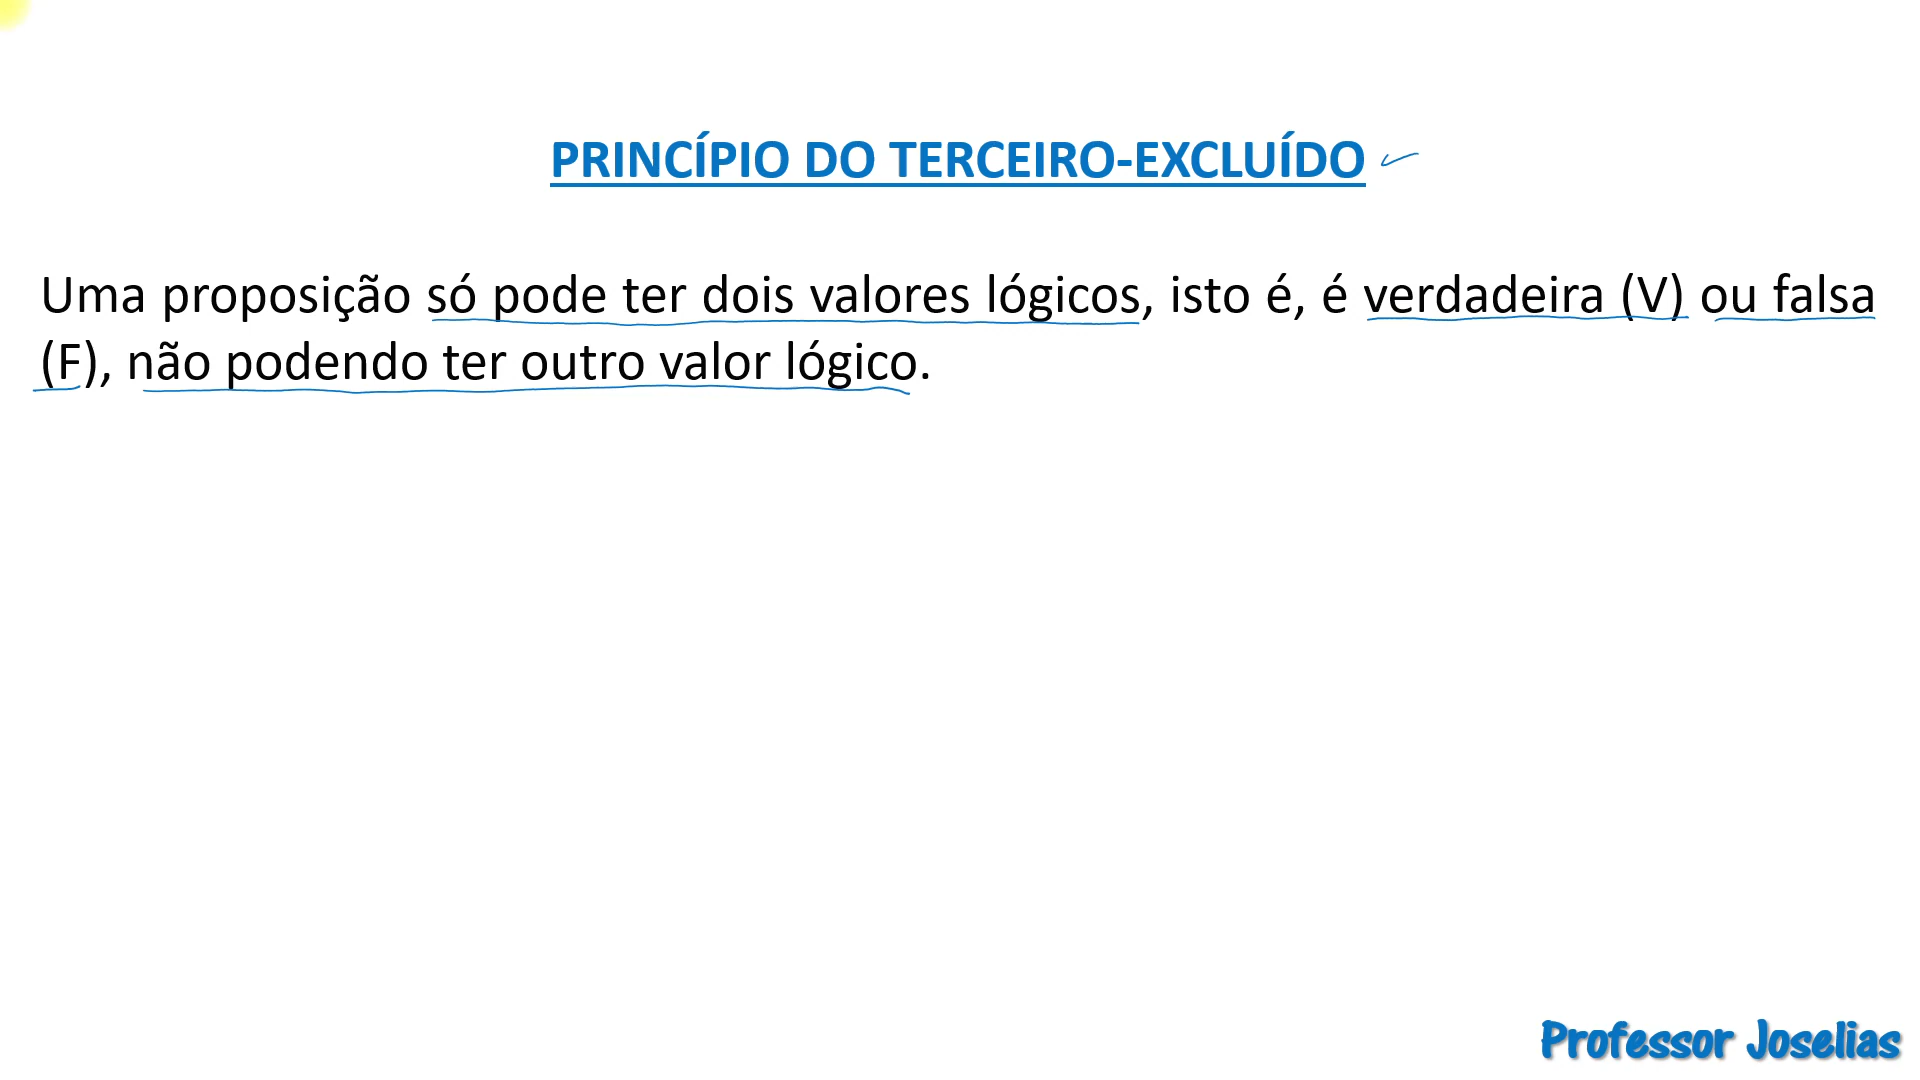 PRINCÍPIO DO TERCEIRO-EXCLUÍDO
Uma proposição só pode ter dois valores lógicos, isto é, é verdadeira (V) ou falsa
(F), não podendo ter outro valor lógico.
Professor Joselias